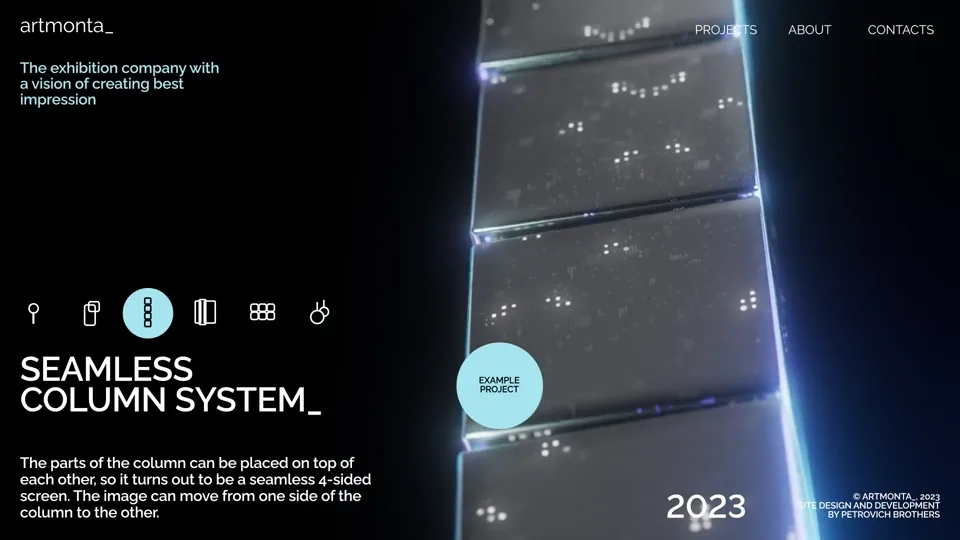 artmonta_
PROJECTS
ABOUT
CONTACTS
The exhibition company with
a vision of creating best
impression
SEAMLESS
COLUMN SYSTEM_
EXAMPLE
PROJECT
The parts of the column can be placed on top of
each other, so it turns out to be a seamless 4-sided
screen. The image can move from one side of the
column to the other.
2023
© ARTMONTA_, 2023
SITE DESIGN AND DEVELOPMENT
BY PETROVICH BROTHERS